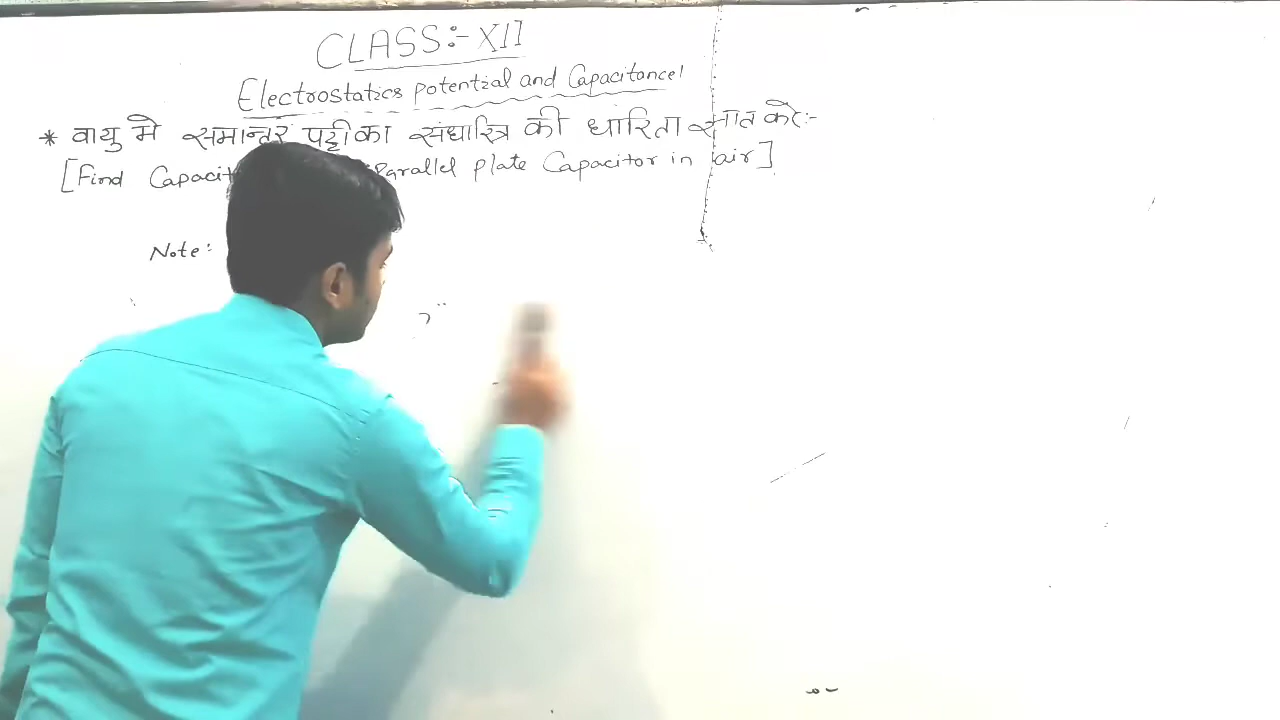 CLASS:- XII
Electrostatics potential and Capacitance
* वायु मे समान्तर पट्टीका संधारित्र की धारिता ज्ञात करें:-
[Find Capacit Parallel plate Capacitor in air]
Note: